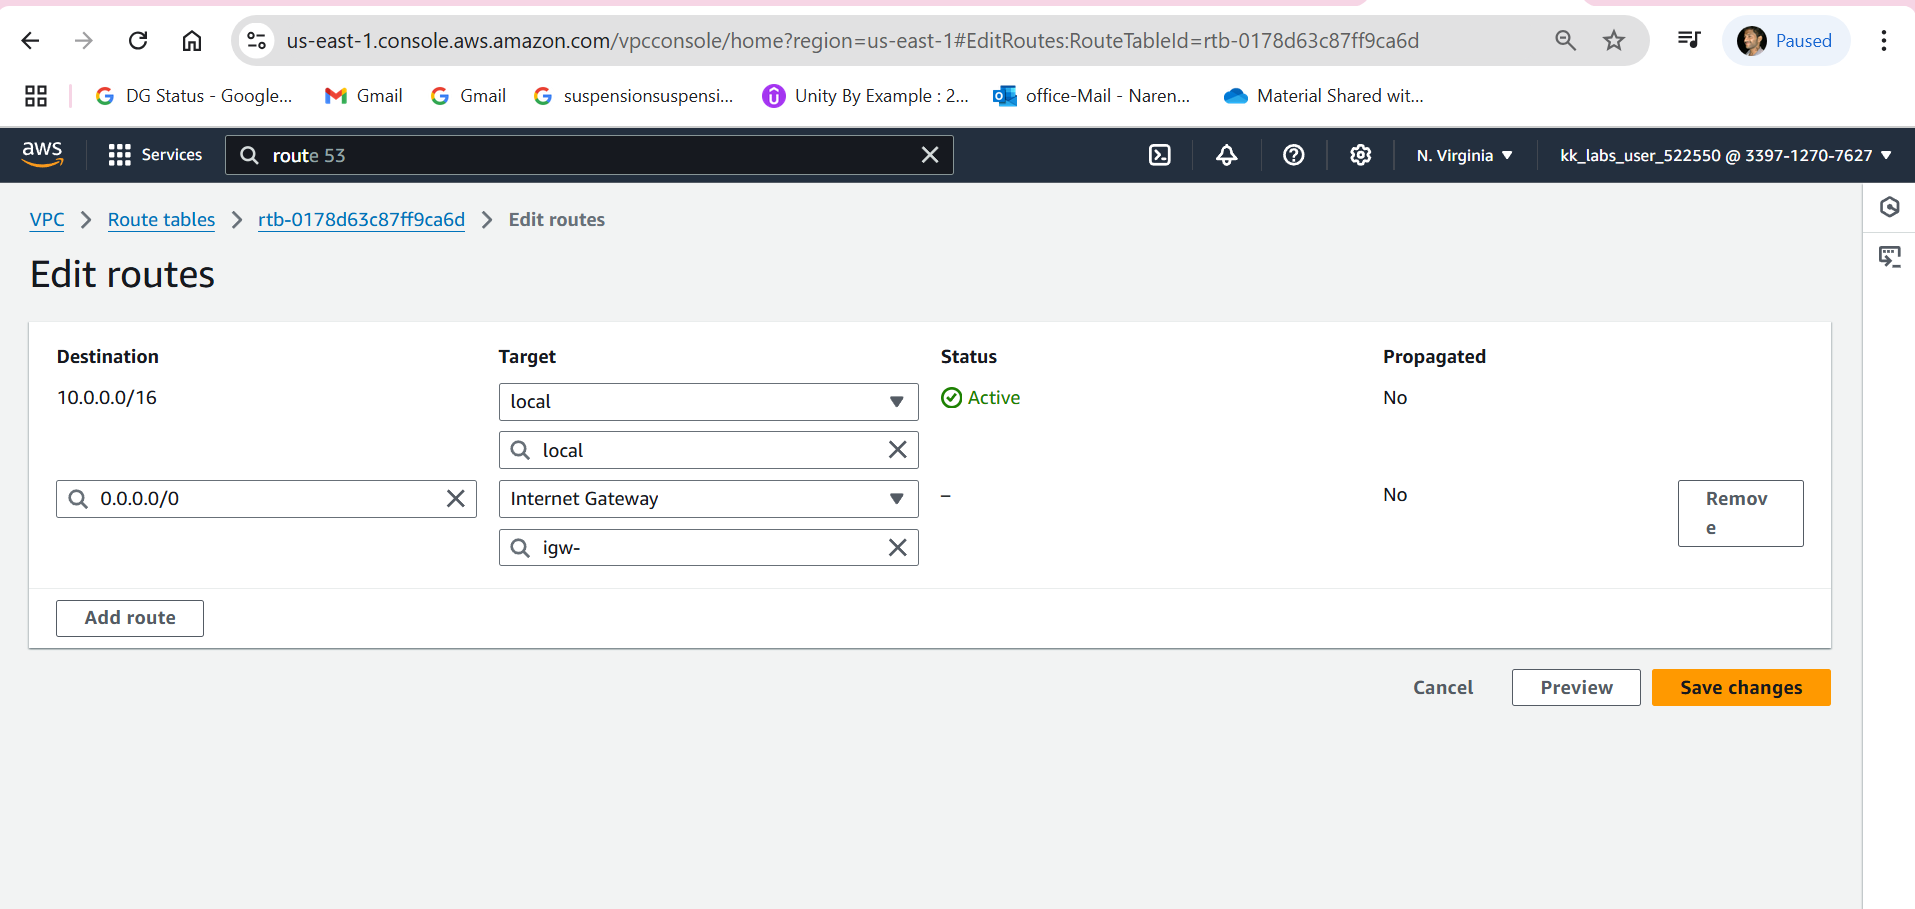 us-east-1.console.aws.amazon.com/vpcconsole/home?region=us-east-1#EditRoutes:RouteTableId=rtb-0178d63c87ff9ca6d
Paused
DG Status - Google...
Gmail
Gmail
suspensionsuspensi...
Unity By Example : 2...
office-Mail - Naren...
Material Shared wit...
aws
Services
route 53
N. Virginia
kk_labs_user_522550 @ 3397-1270-7627
VPC
Route tables
rtb-0178d63c87ff9ca6d
Edit routes
Edit routes
Destination
Target
Status
Propagated
10.0.0.0/16
local
Active
No
local
0.0.0.0/0
Internet Gateway
–
No
Remov
e
igw-
Add route
Cancel
Preview
Save changes